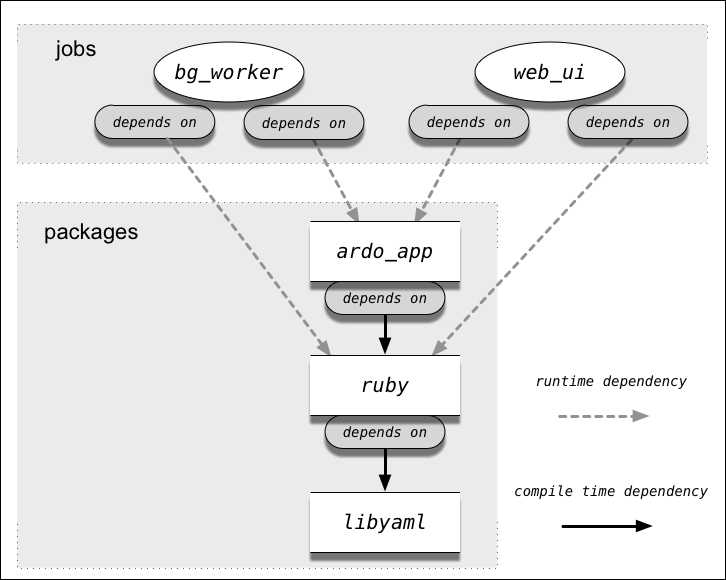 jobs
bg_worker
web_ui
depends on
depends on
depends on
depends on
packages
ardo_app
depends on
ruby
runtime dependency
depends on
compile time dependency
libyaml